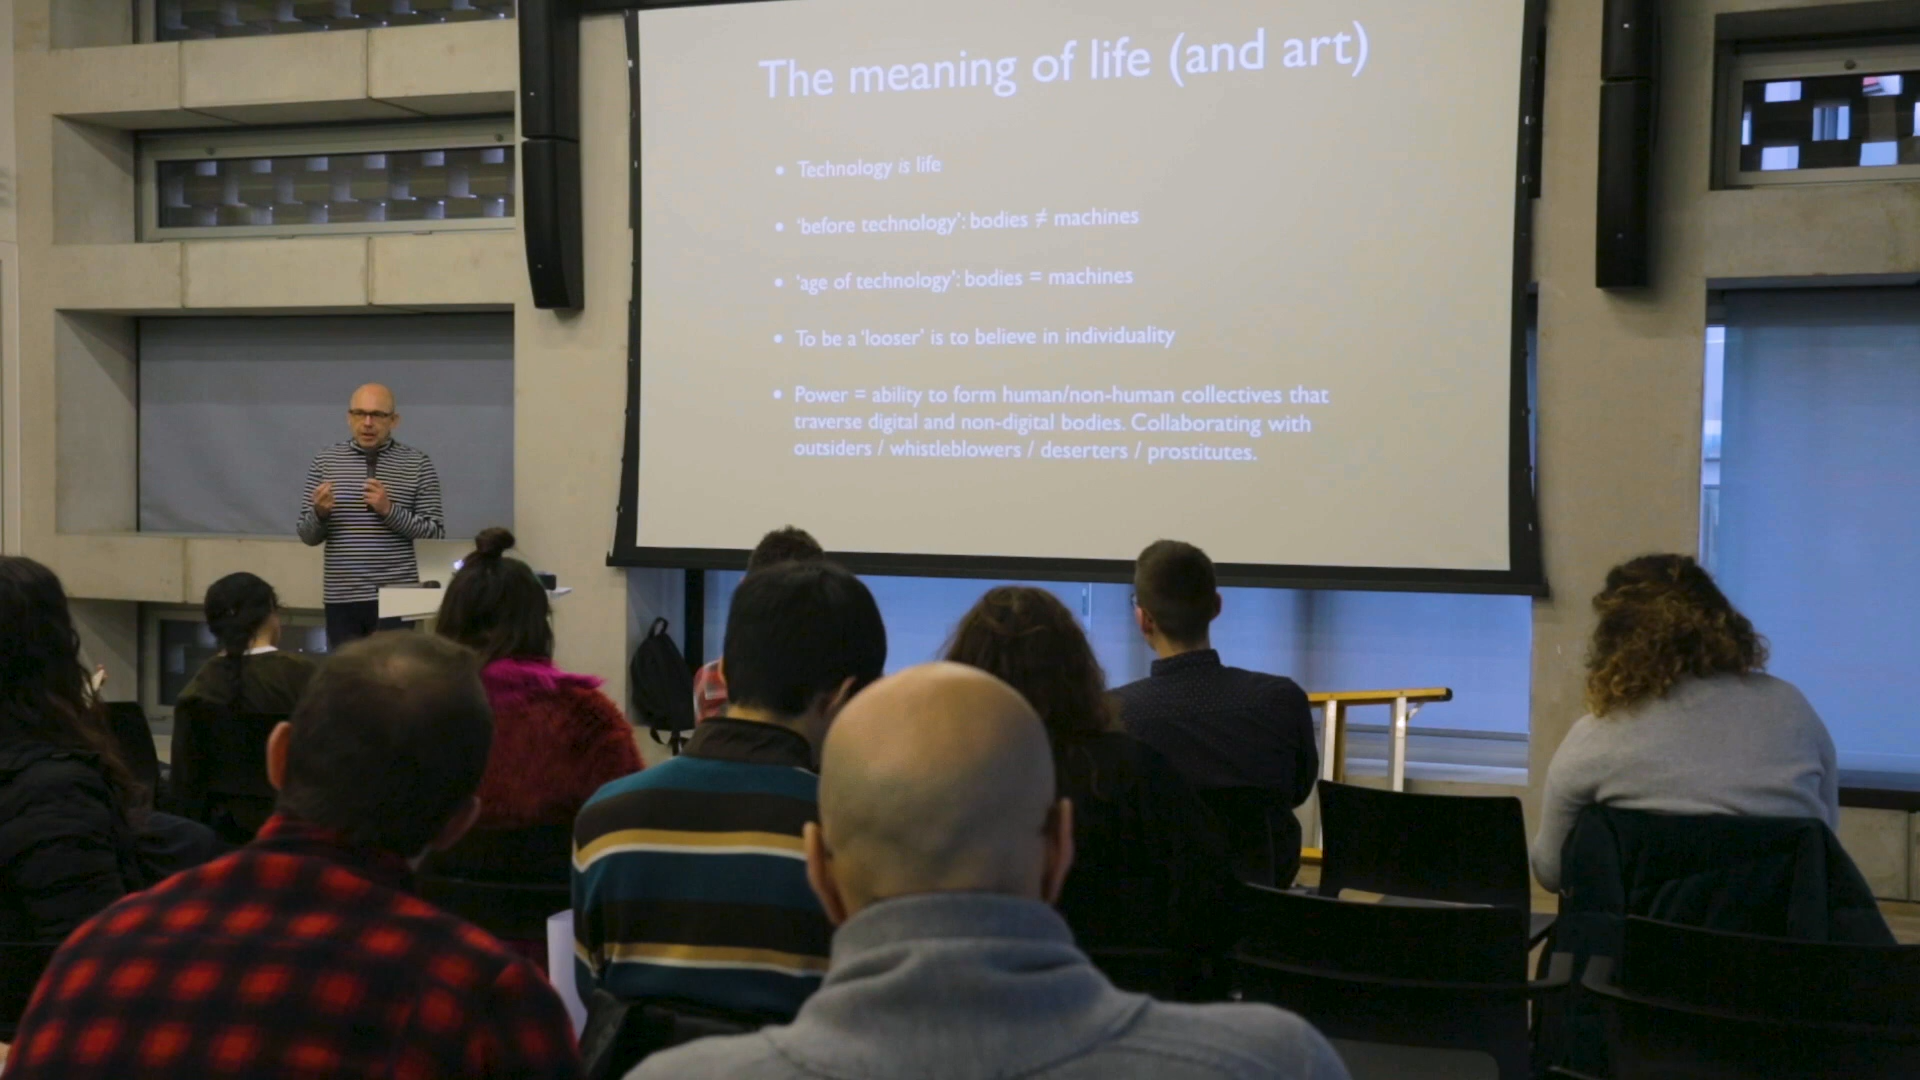 The meaning of life (and art)
• Technology is life
• 'before technology': bodies ≠ machines
• 'age of technology': bodies = machines
• To be a 'looser' is to believe in individuality
• Power = ability to form human/non-human collectives that
traverse digital and non-digital bodies. Collaborating with
outsiders / whistleblowers / deserters / prostitutes.